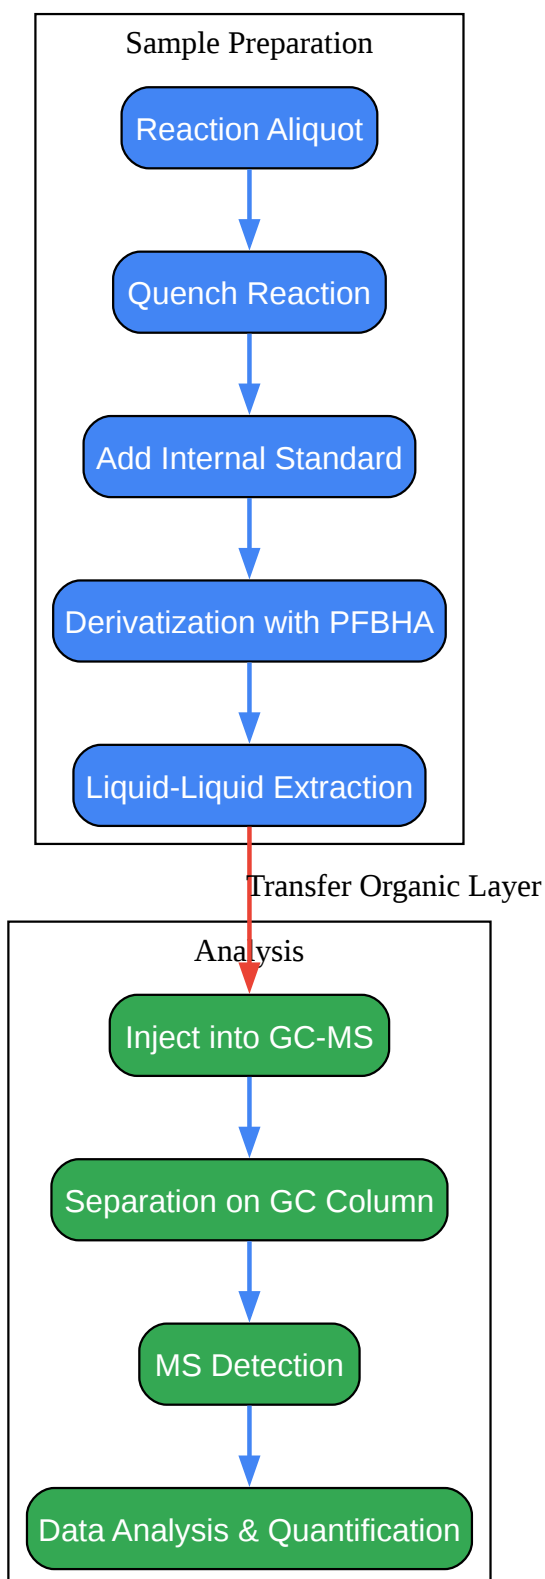 Sample Preparation
Reaction Aliquot
Quench Reaction
Add Internal Standard
Derivatization with PFBHA
Liquid-Liquid Extraction
Transfer Organic Layer
Analysis
Inject into GC-MS
Separation on GC Column
MS Detection
Data Analysis & Quantification